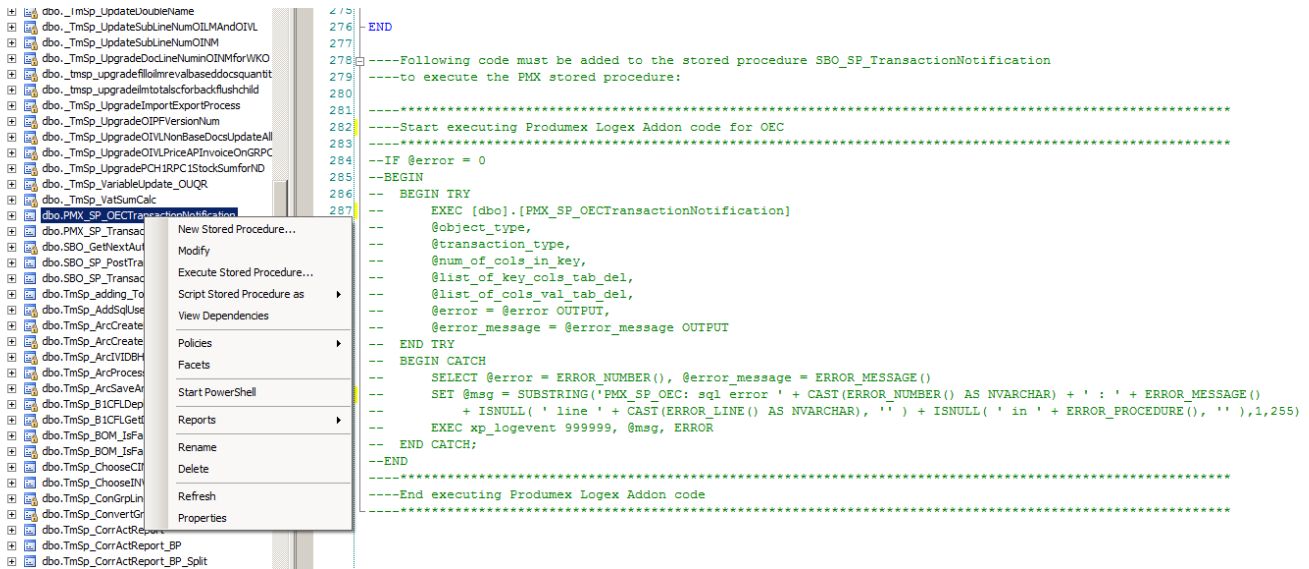 dbo._TmSp_UpdateDoubleName
dbo._TmSp_UpdateSubLineNumOILMAndOIVL
dbo._TmSp_UpdateSubLineNumOINM
dbo._TmSp_UpgradeDocLineNuminOINMforWKO
dbo._tmsp_upgradefilloilmrevalbaseddocsquantit
dbo._tmsp_upgradeilmtotalscforbackflushchild
dbo._TmSp_UpgradeImportExportProcess
dbo._TmSp_UpgradeOIPFVersionNum
dbo._TmSp_UpgradeOIVLNonBaseDocsUpdateAll
dbo._TmSp_UpgradeOIVLPriceAPInvoiceOnGRPC
dbo._TmSp_UpgradePCH1RPC1StockSumforND
dbo._TmSp_VariableUpdate_OUQR
dbo._TmSp_VatSumCalc
dbo.PMX_SP_OECTransactionNotification
dbo.PMX_SP_Transac
dbo.SBO_GetNextAut
dbo.SBO_SP_PostTra
dbo.SBO_SP_Transac
dbo.TmSp_adding_To
dbo.TmSp_AddSqlUse
dbo.TmSp_ArcCreate
dbo.TmSp_ArcCreate
dbo.TmSp_ArcIVIDBH
dbo.TmSp_ArcProcess
dbo.TmSp_ArcSaveAr
dbo.TmSp_B1CFLDep
dbo.TmSp_B1CFLGetI
dbo.TmSp_BOM_IsFa
dbo.TmSp_BOM_IsFa
dbo.TmSp_ChooseCI
dbo.TmSp_ChooseIN
dbo.TmSp_ConGrpLin
dbo.TmSp_ConvertGr
dbo.TmSp_CorrActReport
dbo.TmSp_CorrActReport_BP
dbo.TmSp_CorrActReport_BP_Split
New Stored Procedure...
Modify
Execute Stored Procedure...
Script Stored Procedure as
View Dependencies
Policies
Facets
Start PowerShell
Reports
Rename
Delete
Refresh
Properties
275
276 END
277
278 ----Following code must be added to the stored procedure SBO_SP_TransactionNotification
279 ----to execute the PMX stored procedure:
280
281 ----***********************************************************************************************************
282 ----Start executing Produmex Logex Addon code for OEC
283 ----***********************************************************************************************************
284 --IF @error = 0
285 --BEGIN
286 --  BEGIN TRY
287 --      EXEC [dbo].[PMX_SP_OECTransactionNotification]
--      @object_type,
--      @transaction_type,
--      @num_of_cols_in_key,
--      @list_of_key_cols_tab_del,
--      @list_of_cols_val_tab_del,
--      @error = @error OUTPUT,
--      @error_message = @error_message OUTPUT
--  END TRY
--  BEGIN CATCH
--      SELECT @error = ERROR_NUMBER(), @error_message = ERROR_MESSAGE()
--      SET @msg = SUBSTRING('PMX_SP_OEC: sql error ' + CAST(ERROR_NUMBER() AS NVARCHAR) + ' : ' + ERROR_MESSAGE()
--          + ISNULL( ' line ' + CAST(ERROR_LINE() AS NVARCHAR), '' ) + ISNULL( ' in ' + ERROR_PROCEDURE(), '' ),1,255)
--      EXEC xp_logevent 999999, @msg, ERROR
--  END CATCH;
--END
----***********************************************************************************************************
----End executing Produmex Logex Addon code
----***********************************************************************************************************